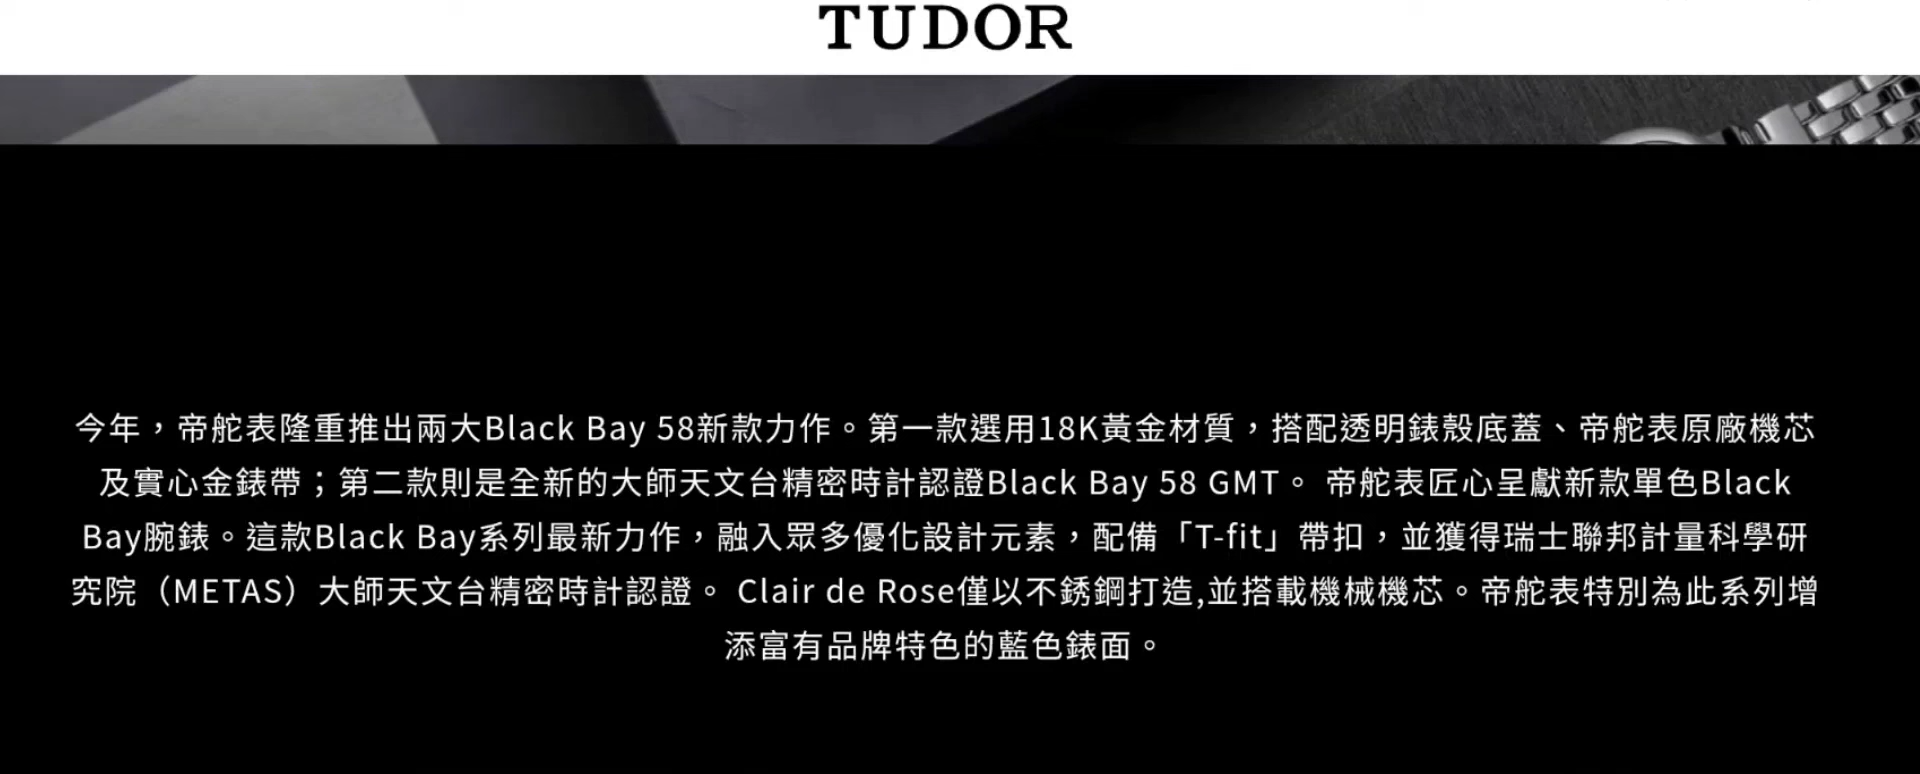 TUDOR
今年，帝舵表隆重推出兩大Black Bay 58新款力作。第一款選用18K黃金材質，搭配透明錶殼底蓋、帝舵表原廠機芯
及實心金錶帶；第二款則是全新的大師天文台精密時計認證Black Bay 58 GMT。 帝舵表匠心呈獻新款單色Black
Bay腕錶。這款Black Bay系列最新力作，融入眾多優化設計元素，配備「T-fit」帶扣，並獲得瑞士聯邦計量科學研
究院（METAS）大師天文台精密時計認證。 Clair de Rose僅以不銹鋼打造,並搭載機械機芯。帝舵表特別為此系列增
添富有品牌特色的藍色錶面。